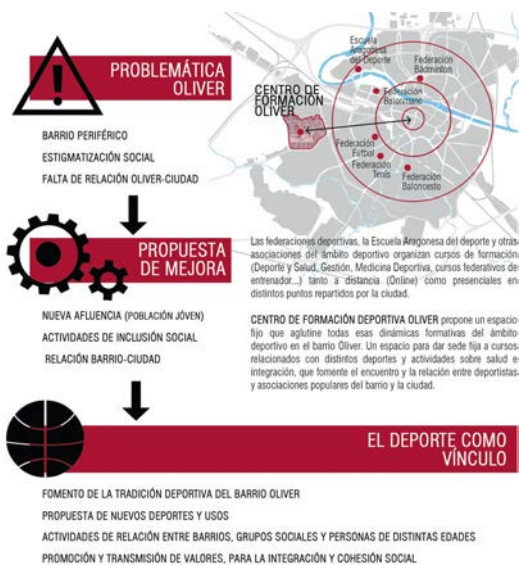 PROBLEMÁTICA
OLIVER
BARRIO PERIFÉRICO
ESTIGMATIZACIÓN SOCIAL
FALTA DE RELACIÓN OLIVER-CIUDAD
Escuela
Aragonesa
del Deporte
Federación
Bádminton
Federación
Balonmano
CENTRO DE
FORMACIÓN
OLIVER
Federación
Fútbol
Federación
Tenis
Federación
Baloncesto
PROPUESTA
DE MEJORA
NUEVA AFLUENCIA (POBLACIÓN JÓVEN)
ACTIVIDADES DE INCLUSIÓN SOCIAL
RELACIÓN BARRIO-CIUDAD
Las federaciones deportivas, la Escuela Aragonesa del deporte y otras
asociaciones del ámbito deportivo organizan cursos de formación
(Deporte y Salud, Gestión, Medicina Deportiva, cursos federativos de
entrenador...) tanto a distancia (Online) como presenciales en
distintos puntos repartidos por la ciudad.
CENTRO DE FORMACIÓN DEPORTIVA OLIVER propone un espacio
fijo que aglutine todas esas dinámicas formativas del ámbito
deportivo en el barrio Oliver. Un espacio para dar sede fija a cursos
relacionados con distintos deportes y actividades sobre salud e
integración, que fomente el encuentro y la relación entre deportistas
y asociaciones populares del barrio y la ciudad.
EL DEPORTE COMO
VÍNCULO
FOMENTO DE LA TRADICIÓN DEPORTIVA DEL BARRIO OLIVER
PROPUESTA DE NUEVOS DEPORTES Y USOS
ACTIVIDADES DE RELACIÓN ENTRE BARRIOS, GRUPOS SOCIALES Y PERSONAS DE DISTINTAS EDADES
PROMOCIÓN Y TRANSMISIÓN DE VALORES, PARA LA INTEGRACIÓN Y COHESIÓN SOCIAL